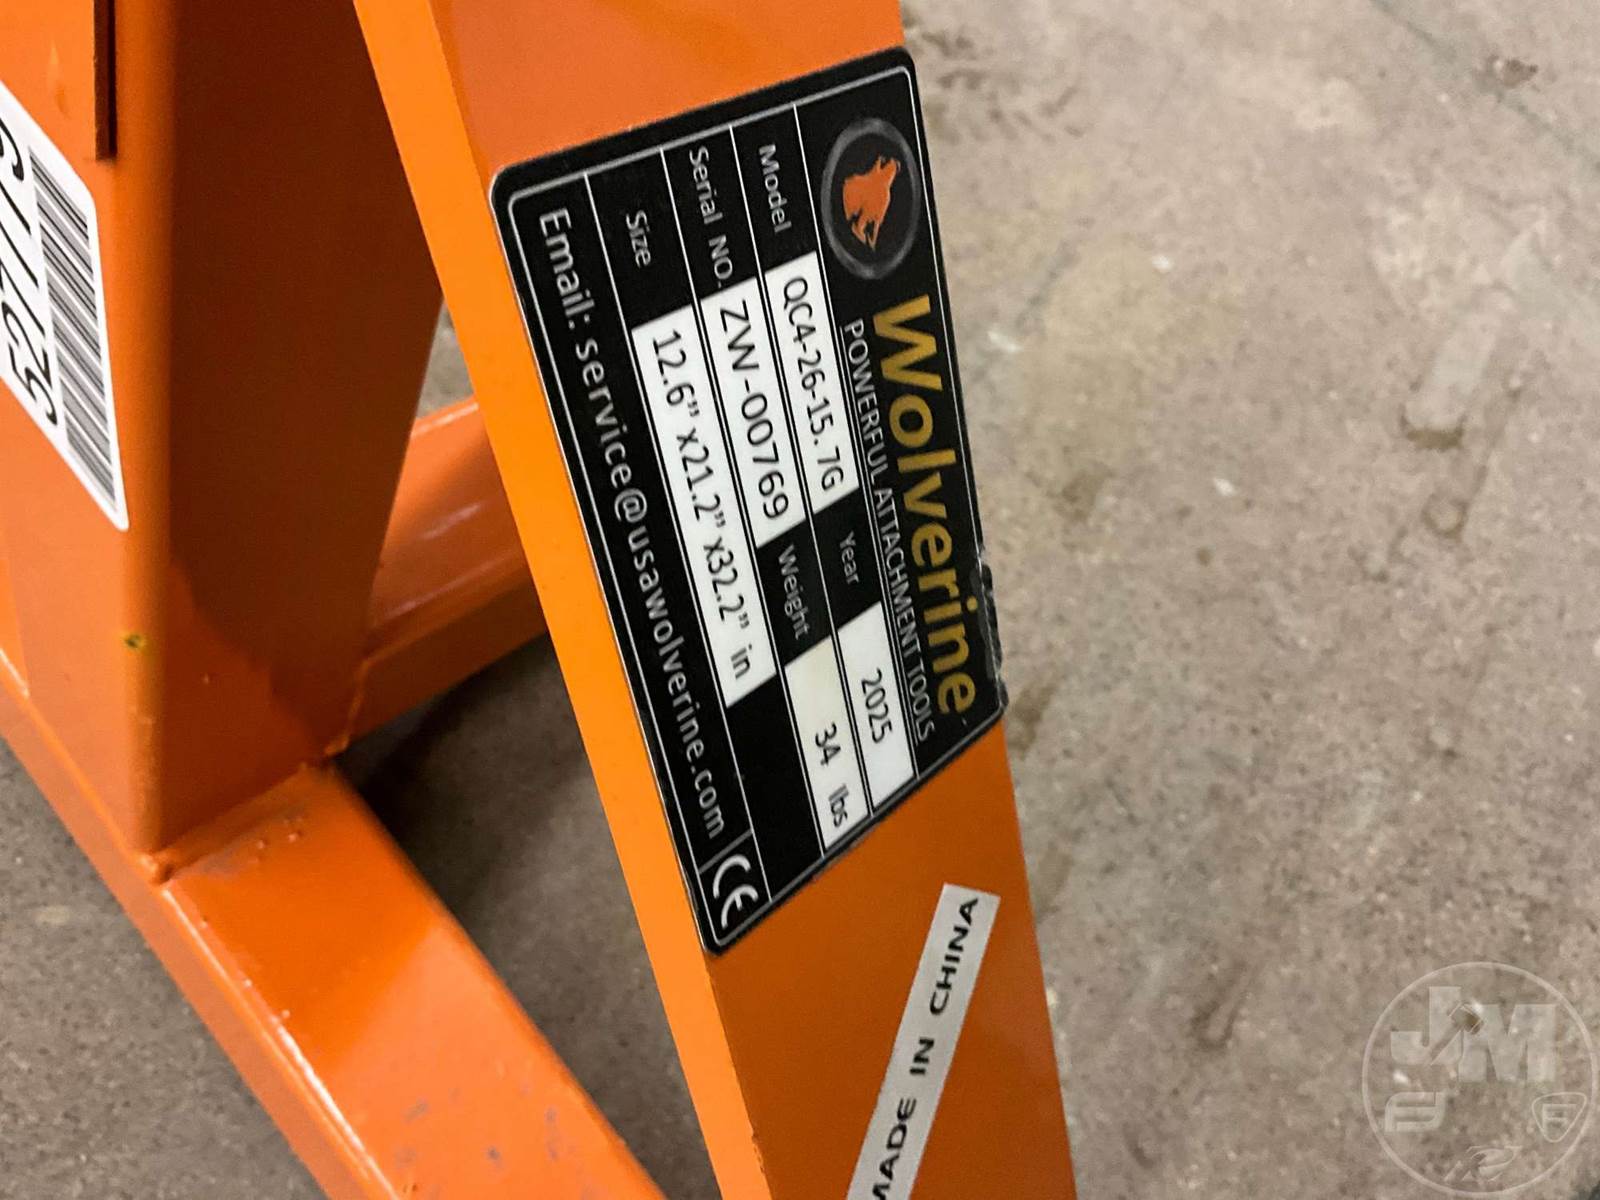 Wolverine
POWERFUL ATTACHMENT TOOLS
Model QC4-26-15.7G Year 2025
Serial NO. ZW-00769 Weight 34 lbs
Size 12.6” x21.2” x32.2” in
Email: service@usawolverine.com CE
MADE IN CHINA
JM